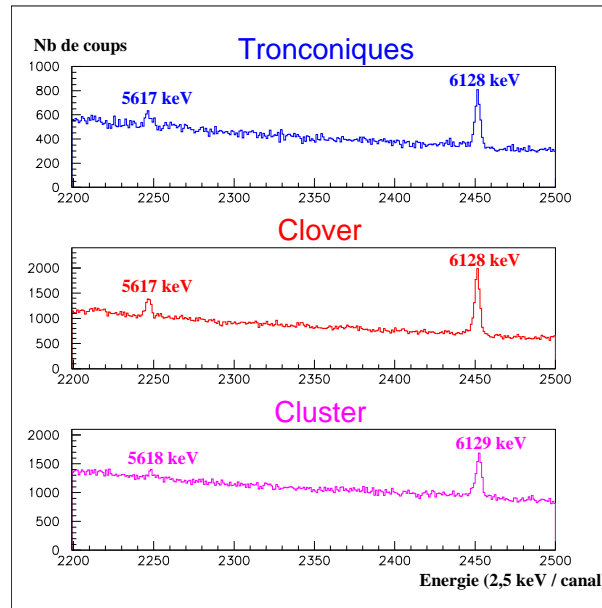 Tronconiques
Nb de coups
1000
800
600
400
200
0
5617 keV
6128 keV
2200 2250 2300 2350 2400 2450 2500
Clover
2000
1500
1000
500
0
5617 keV
6128 keV
2200 2250 2300 2350 2400 2450 2500
Cluster
2000
1500
1000
500
0
5618 keV
6129 keV
2200 2250 2300 2350 2400 2450 2500
Energie (2,5 keV / canal